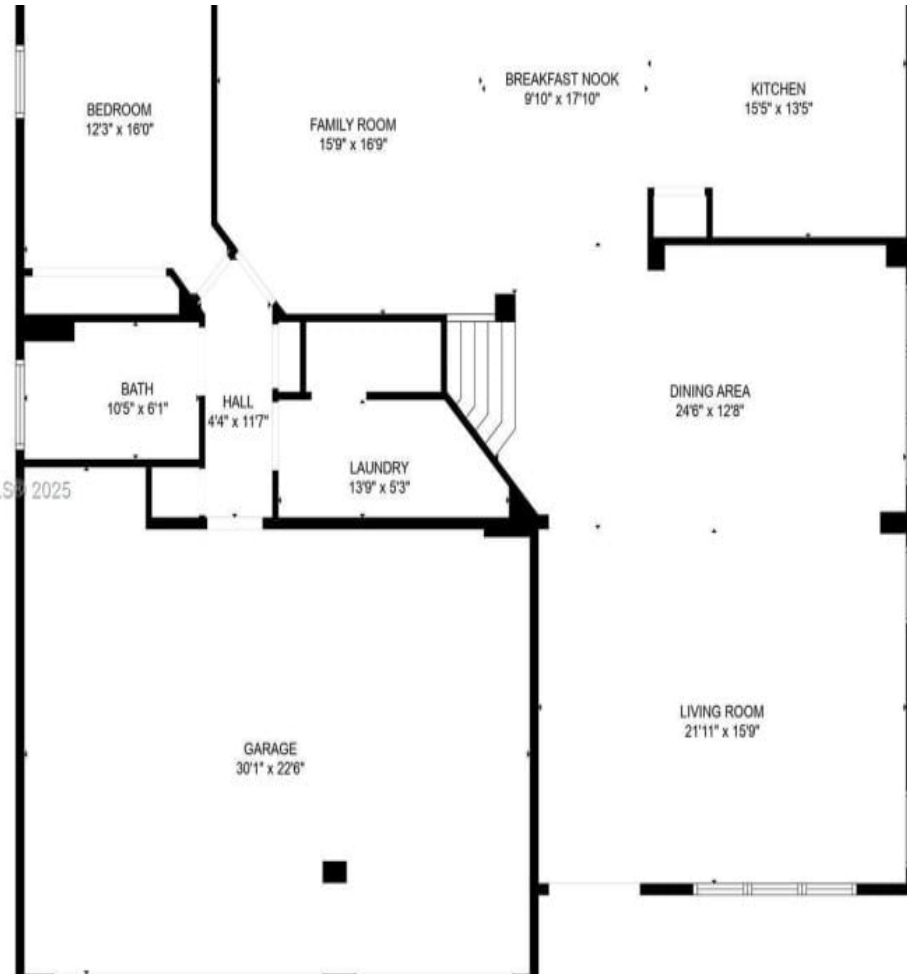 BREAKFAST NOOK
9'10" x 17'10"
KITCHEN
15'5" x 13'5"
BEDROOM
12'3" x 16'0"
FAMILY ROOM
15'9" x 16'9"
BATH
10'5" x 6'1"
HALL
4'4" x 11'7"
DINING AREA
24'6" x 12'8"
LAUNDRY
13'9" x 5'3"
LS® 2025
LIVING ROOM
21'11" x 15'9"
GARAGE
30'1" x 22'6"